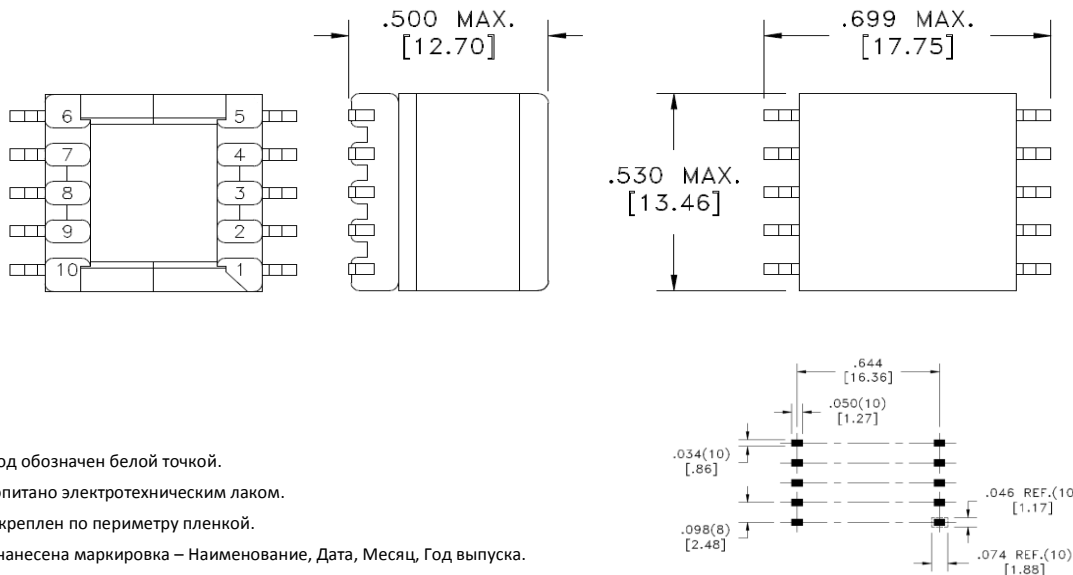 .500 MAX.
[12.70]
.699 MAX.
[17.75]
6 5
7 4
8 3
9 2
10 1
.530 MAX.
[13.46]
.644
[16.36]
.050(10)
[1.27]
.034(10)
[.86]
.046 REF.(10
[1.17]
.098(8)
[2.48]
.074 REF.(10)
[1.88]
од обозначен белой точкой.
опитано электротехническим лаком.
креплен по периметру пленкой.
нанесена маркировка – Наименование, Дата, Месяц, Год выпуска.